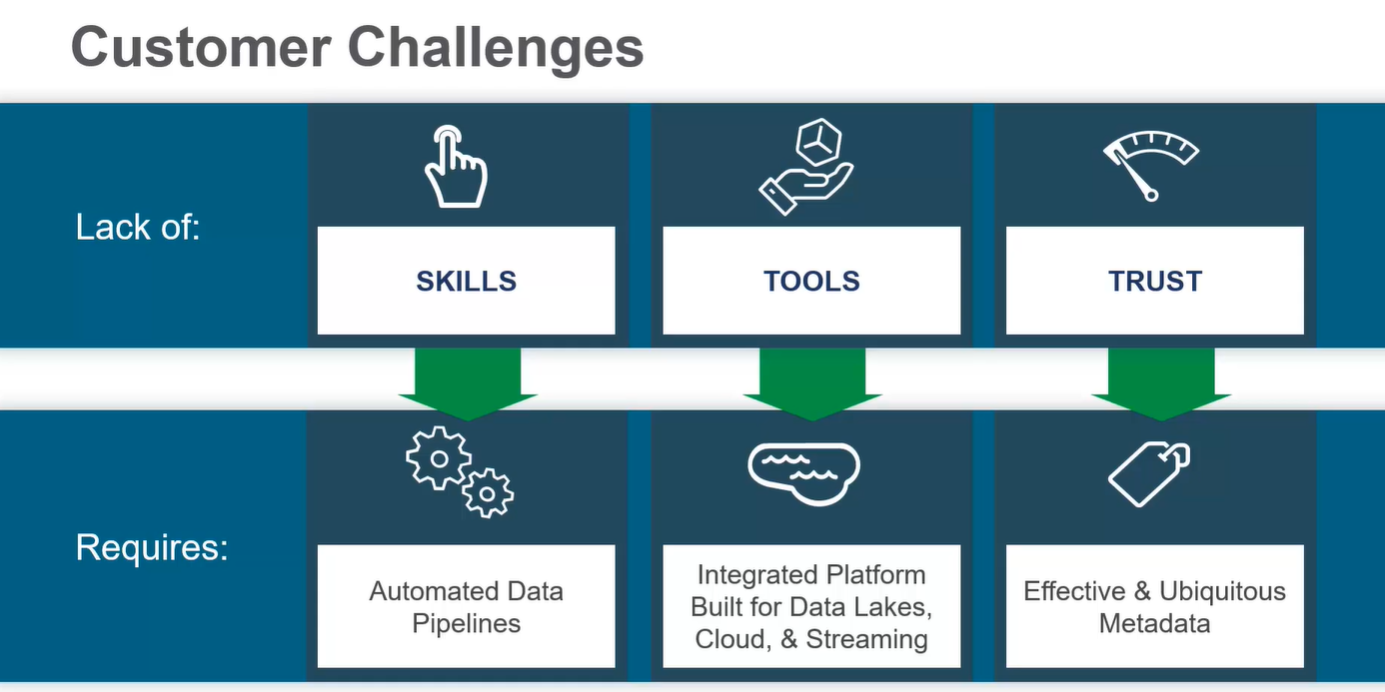 Customer Challenges
Lack of:
SKILLS
TOOLS
TRUST
Requires:
Automated Data
Pipelines
Integrated Platform
Built for Data Lakes,
Cloud, & Streaming
Effective & Ubiquitous
Metadata